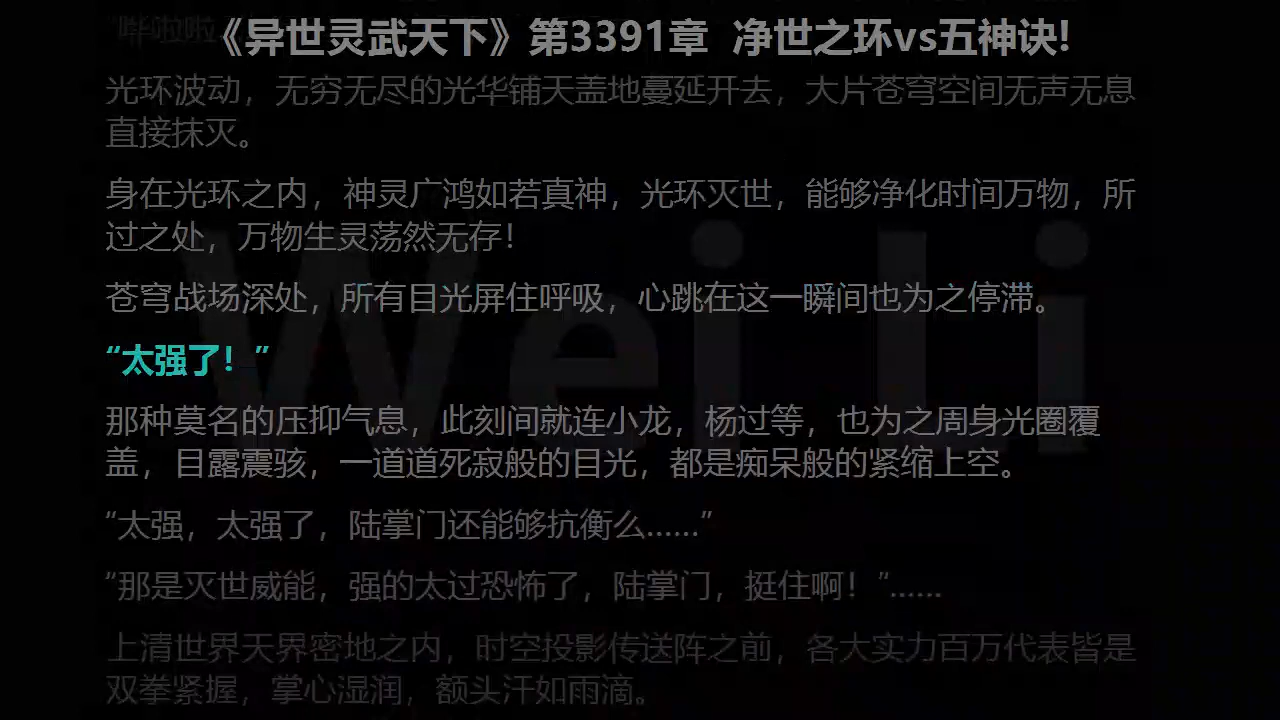 “哗啦啦
《异世灵武天下》第3391章 净世之环vs五神诀!
光环波动，无穷无尽的光华铺天盖地蔓延开去，大片苍穹空间无声无息
直接抹灭。
身在光环之内，神灵广鸿如若真神，光环灭世，能够净化时间万物，所
过之处，万物生灵荡然无存！
苍穹战场深处，所有目光屏住呼吸，心跳在这一瞬间也为之停滞。
“太强了！”
那种莫名的压抑气息，此刻间就连小龙，杨过等，也为之周身光圈覆
盖，目露震骇，一道道死寂般的目光，都是痴呆般的紧缩上空。
“太强，太强了，陆掌门还能够抗衡么……”
“那是灭世威能，强的太过恐怖了，陆掌门，挺住啊！”……
上清世界天界密地之内，时空投影传送阵之前，各大实力百万代表皆是
双拳紧握，掌心湿润，额头汗如雨滴。
Wei Li